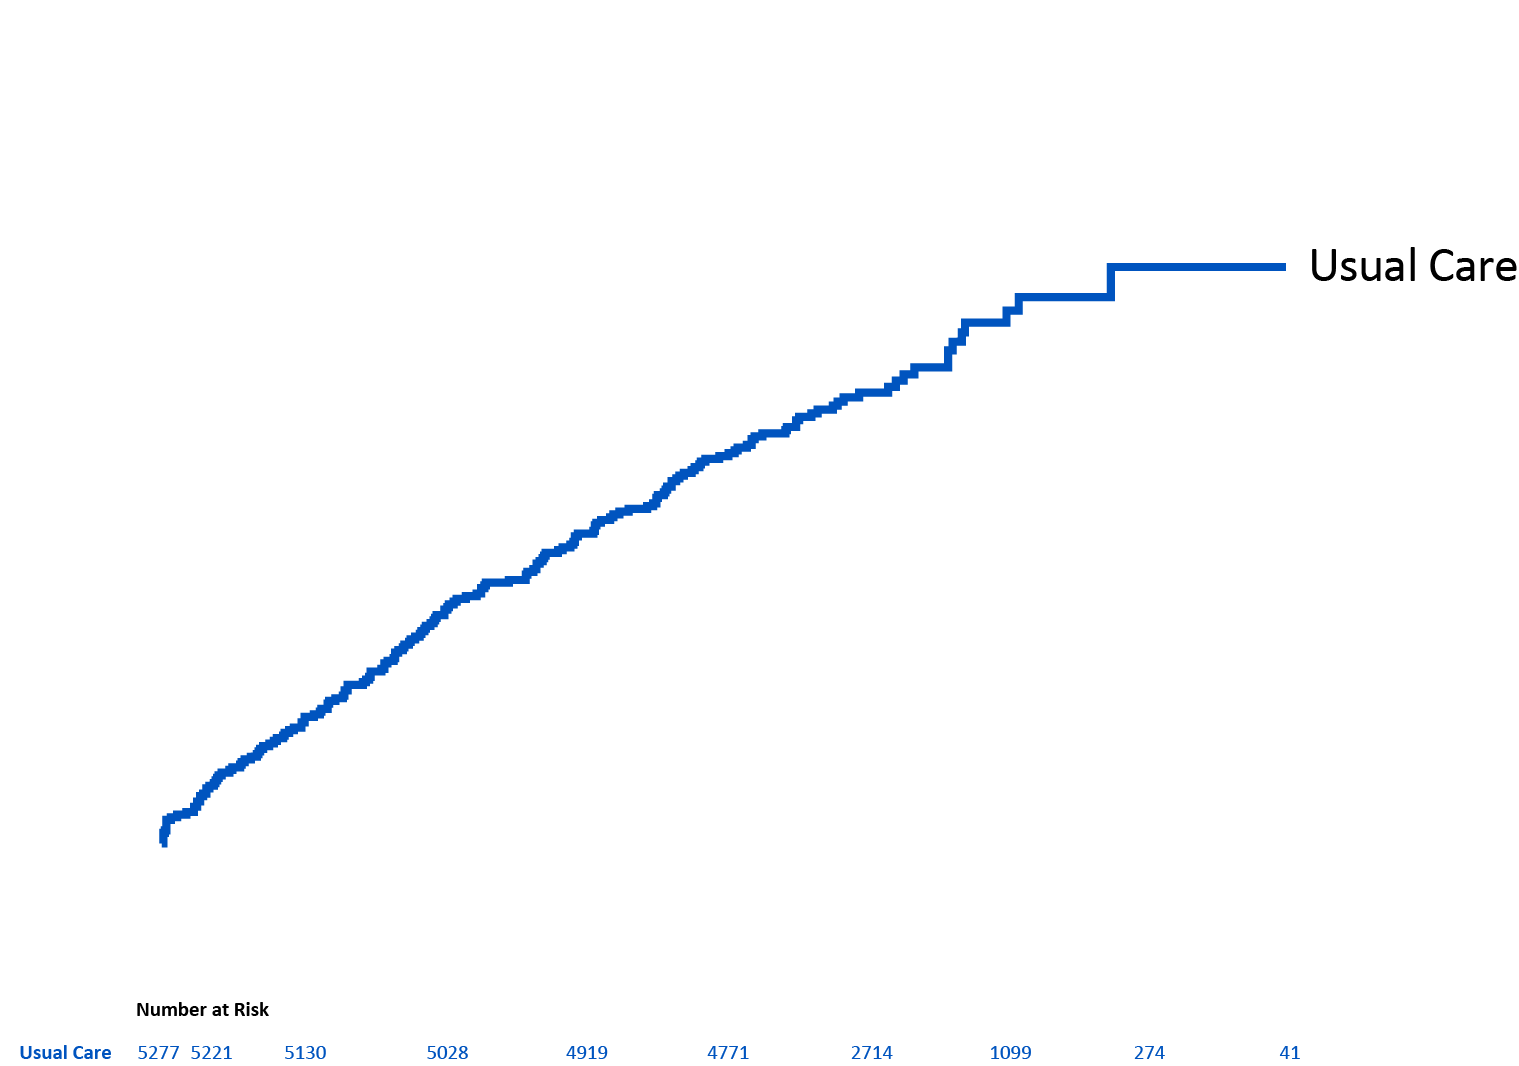 Usual Care
Number at Risk
Usual Care 5277 5221 5130 5028 4919 4771 2714 1099 274 41